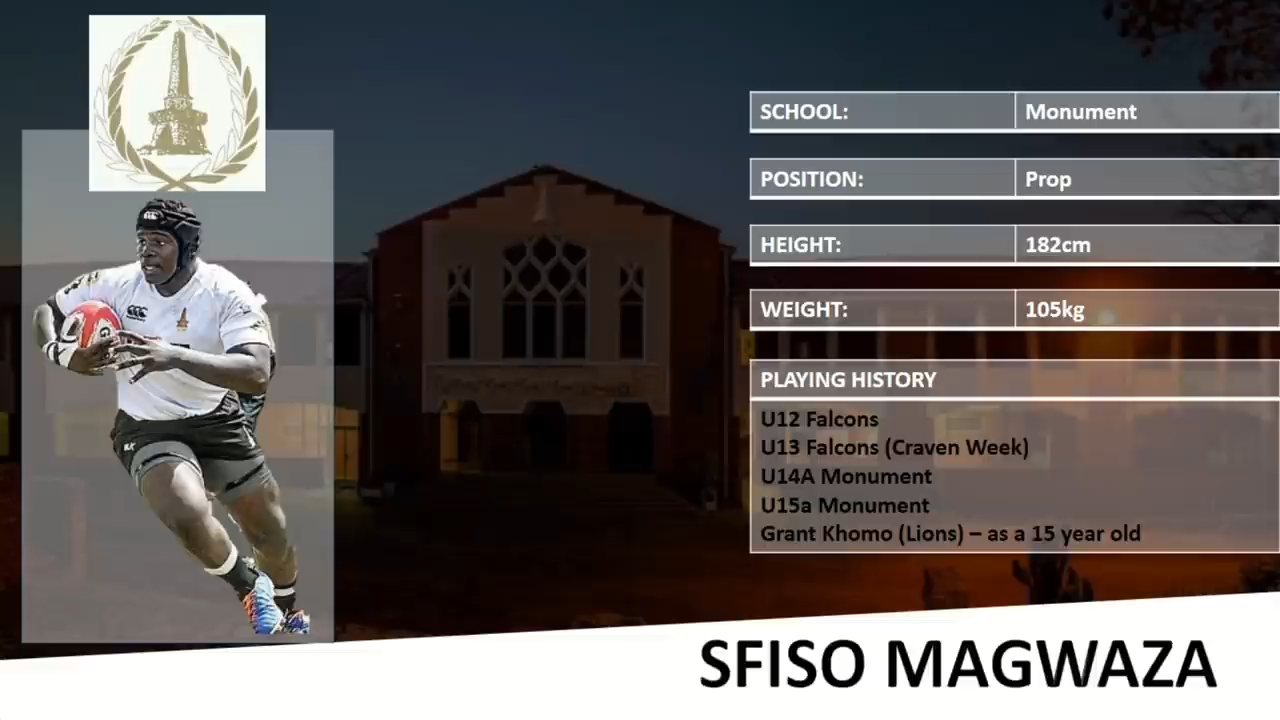 SCHOOL: Monument
POSITION: Prop
HEIGHT: 182cm
WEIGHT: 105kg
PLAYING HISTORY
U12 Falcons
U13 Falcons (Craven Week)
U14A Monument
U15a Monument
Grant Khomo (Lions) – as a 15 year old
SFISO MAGWAZA